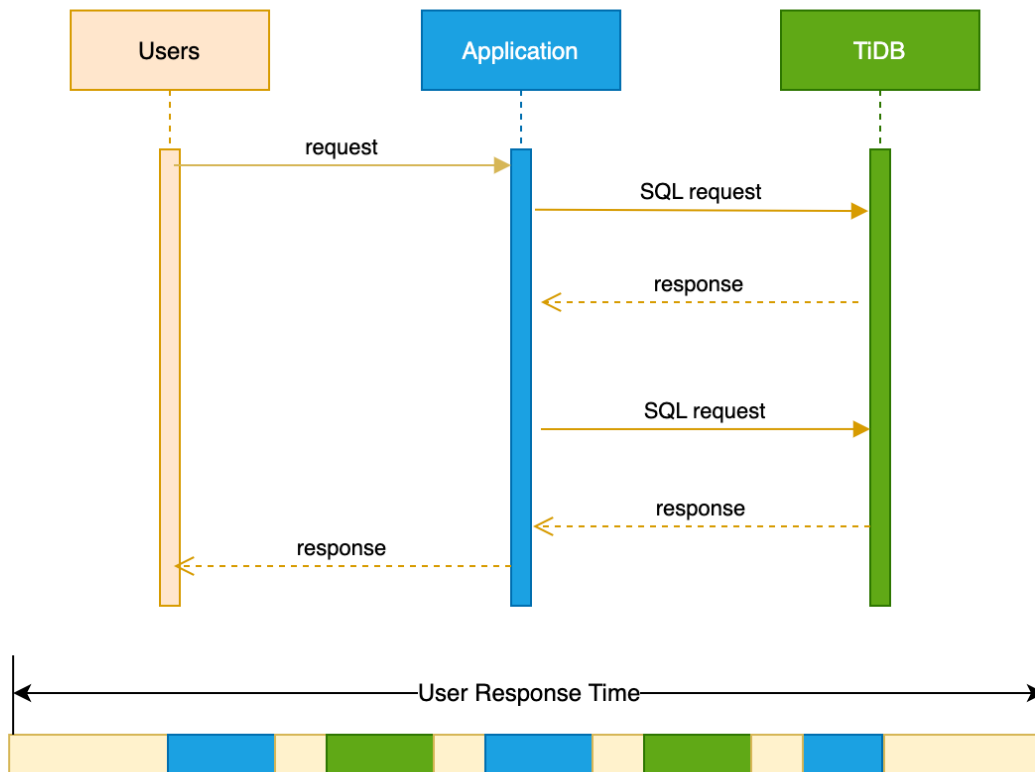 Users
Application
TiDB
request
SQL request
response
SQL request
response
response
User Response Time